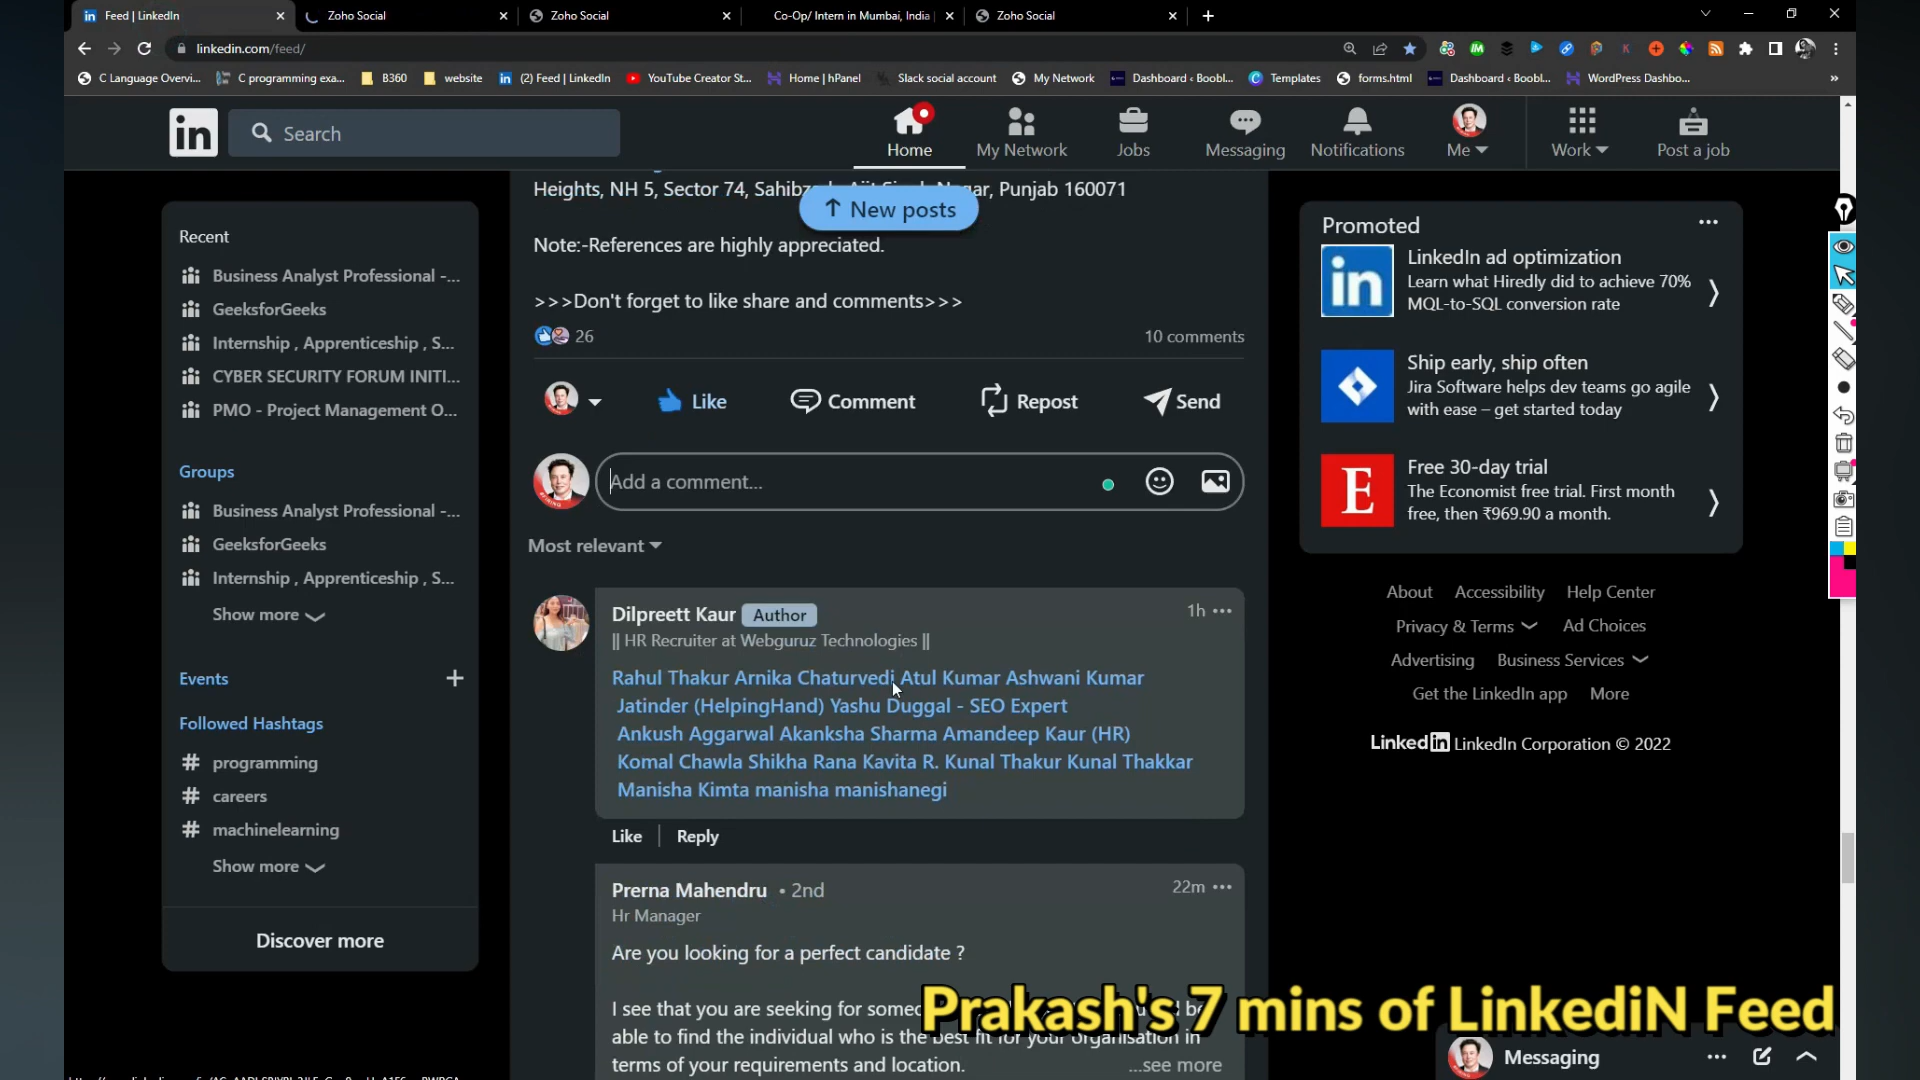 Feed | LinkedIn
Zoho Social
Zoho Social
Co-Op/ Intern in Mumbai, India
Zoho Social
linkedin.com/feed/
C Language Overvi...
C programming exa...
B360
website
(2) Feed | LinkedIn
YouTube Creator St...
Home | hPanel
Slack social account
My Network
Dashboard ‹ Boobl...
Templates
forms.html
Dashboard ‹ Boobl...
WordPress Dashbo...
in
Search
Home
My Network
Jobs
Messaging
Notifications
Me
Work
Post a job
Recent
Business Analyst Professional -...
GeeksforGeeks
Internship , Apprenticeship , S...
CYBER SECURITY FORUM INITI...
PMO - Project Management O...
Groups
Business Analyst Professional -...
GeeksforGeeks
Internship , Apprenticeship , S...
Show more
Events
Followed Hashtags
# programming
# careers
# machinelearning
Show more
Discover more
Heights, NH 5, Sector 74, Nagar, Punjab 160071
↑ New posts
Note:-References are highly appreciated.
>>>Don't forget to like share and comments>>>
26
10 comments
Like
Comment
Repost
Send
Add a comment...
Most relevant
Dilpreett Kaur Author
1h
|| HR Recruiter at Webguruz Technologies ||
Rahul Thakur Arnika Chaturvedi Atul Kumar Ashwani Kumar
Jatinder (HelpingHand) Yashu Duggal - SEO Expert
Ankush Aggarwal Akanksha Sharma Amandeep Kaur (HR)
Komal Chawla Shikha Rana Kavita R. Kunal Thakur Kunal Thakkar
Manisha Kimta manisha manishanegi
Like | Reply
Prerna Mahendru • 2nd
22m
Hr Manager
Are you looking for a perfect candidate ?
I see that you are seeking for
able to find the individual who is the best fit for your organisation in
terms of your requirements and location.
...see more
Promoted
LinkedIn ad optimization
Learn what Hiredly did to achieve 70%
MQL-to-SQL conversion rate
Ship early, ship often
Jira Software helps dev teams go agile
with ease – get started today
Free 30-day trial
The Economist free trial. First month
free, then ₹969.90 a month.
About
Accessibility
Help Center
Privacy & Terms
Ad Choices
Advertising
Business Services
Get the LinkedIn app
More
LinkedIn LinkedIn Corporation © 2022
Prakash's 7 mins of LinkediN Feed
Messaging